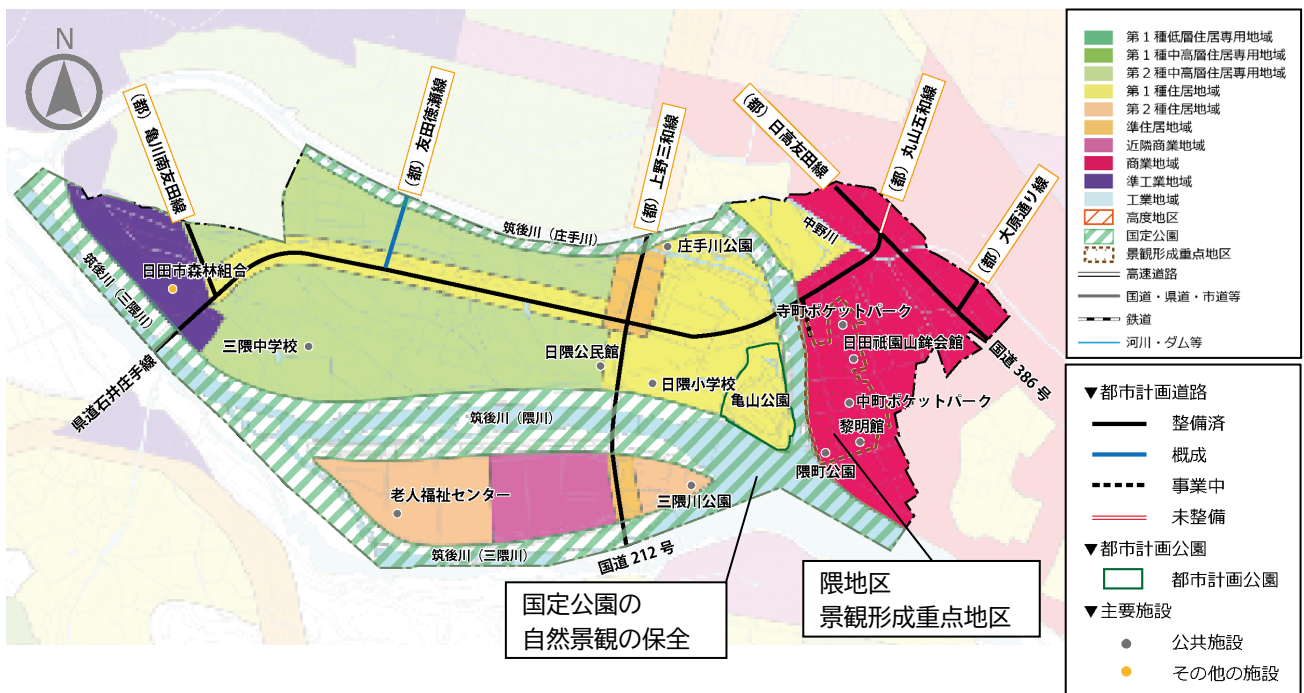 N
(都)亀川南友田線
(都)友田徳瀬線
(都)上野三和線
(都)日高友田線
(都)丸山五和線
(都)大原通り線
筑後川(庄手川)
庄手川公園
中野川
日田市森林組合
筑後川(三隈川)
三隈中学校
寺町ポケットパーク
日田祇園山鉾会館
国道386号
日隈公民館
日隈小学校
亀山公園
中町ポケットパーク
県道石井庄手線
筑後川(隈川)
黎明館
隈町公園
老人福祉センター
三隈川公園
筑後川(三隈川)
国道212号
国定公園の
自然景観の保全
隈地区
景観形成重点地区
第1種低層住居専用地域
第1種中高層住居専用地域
第2種中高層住居専用地域
第1種住居地域
第2種住居地域
準住居地域
近隣商業地域
商業地域
準工業地域
工業地域
高度地区
国定公園
景観形成重点地区
高速道路
国道・県道・市道等
鉄道
河川・ダム等
▼都市計画道路
整備済
概成
事業中
未整備
▼都市計画公園
都市計画公園
▼主要施設
公共施設
その他の施設